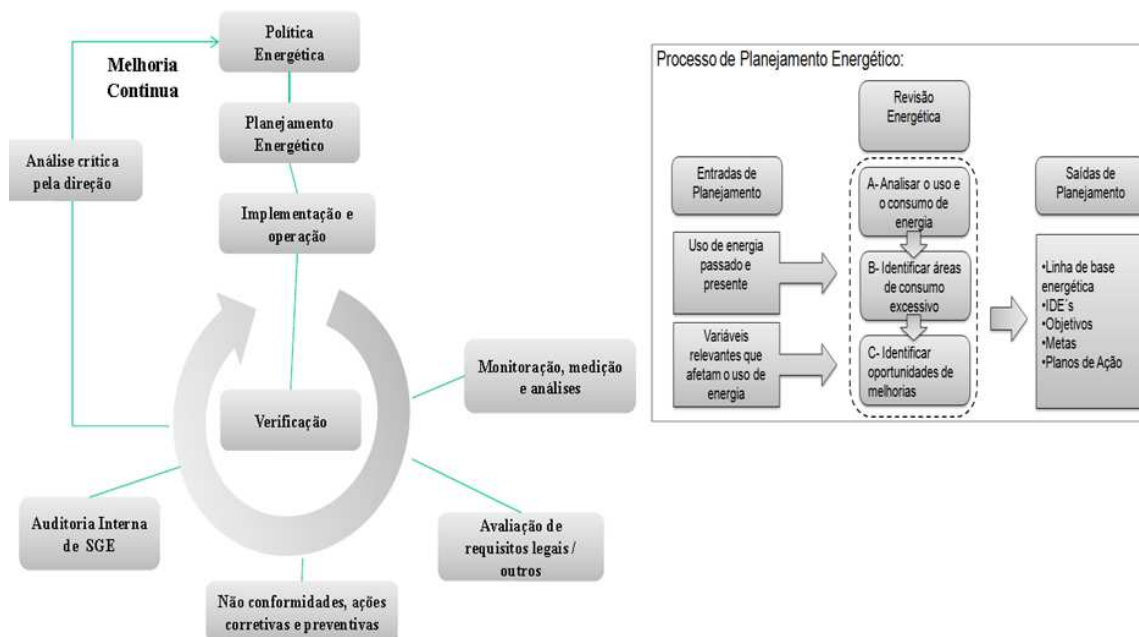 Política
Energética
Melhoria
Continua
Planejamento
Energético
Análise crítica
pela direção
Implementação e
operação
Monitoração, medição
e análises
Verificação
Auditoria Interna
de SGE
Avaliação de
requisitos legais /
outros
Não conformidades, ações
corretivas e preventivas
Processo de Planejamento Energético:
Revisão
Energética
Entradas de
Planejamento
A- Analisar o uso e
o consumo de
energia
Saídas de
Planejamento
Uso de energia
passado e
presente
B- Identificar áreas
de consumo
excessivo
•Linha de base
energética
•IDE´s
•Objetivos
•Metas
•Planos de Ação
Variáveis
relevantes que
afetam o uso de
energia
C- Identificar
oportunidades de
melhorias